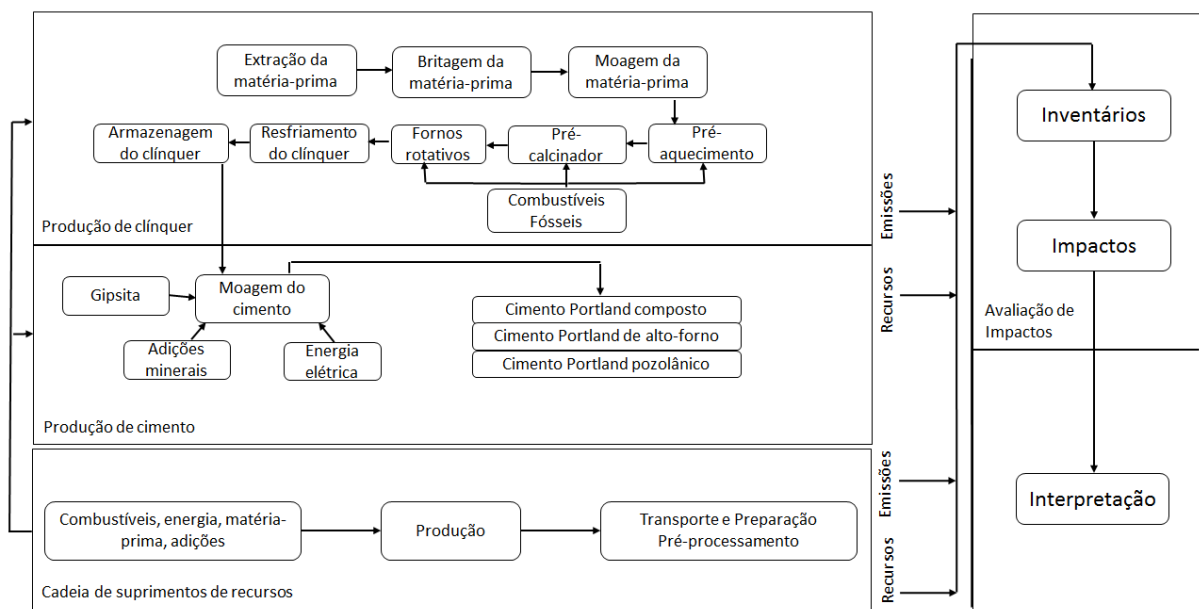 Extração da
matéria-prima
Britagem da
matéria-prima
Moagem da
matéria-prima
Armazenagem
do clínquer
Resfriamento
do clínquer
Fornos
rotativos
Pré-
calcinador
Pré-
aquecimento
Combustíveis
Fósseis
Produção de clínquer
Gipsita
Moagem do
cimento
Adições
minerais
Energia
elétrica
Cimento Portland composto
Cimento Portland de alto-forno
Cimento Portland pozolânico
Produção de cimento
Combustíveis, energia, matéria-
prima, adições
Produção
Transporte e Preparação
Pré-processamento
Cadeia de suprimentos de recursos
Emissões
Recursos
Emissões
Recursos
Inventários
Impactos
Avaliação de
Impactos
Interpretação